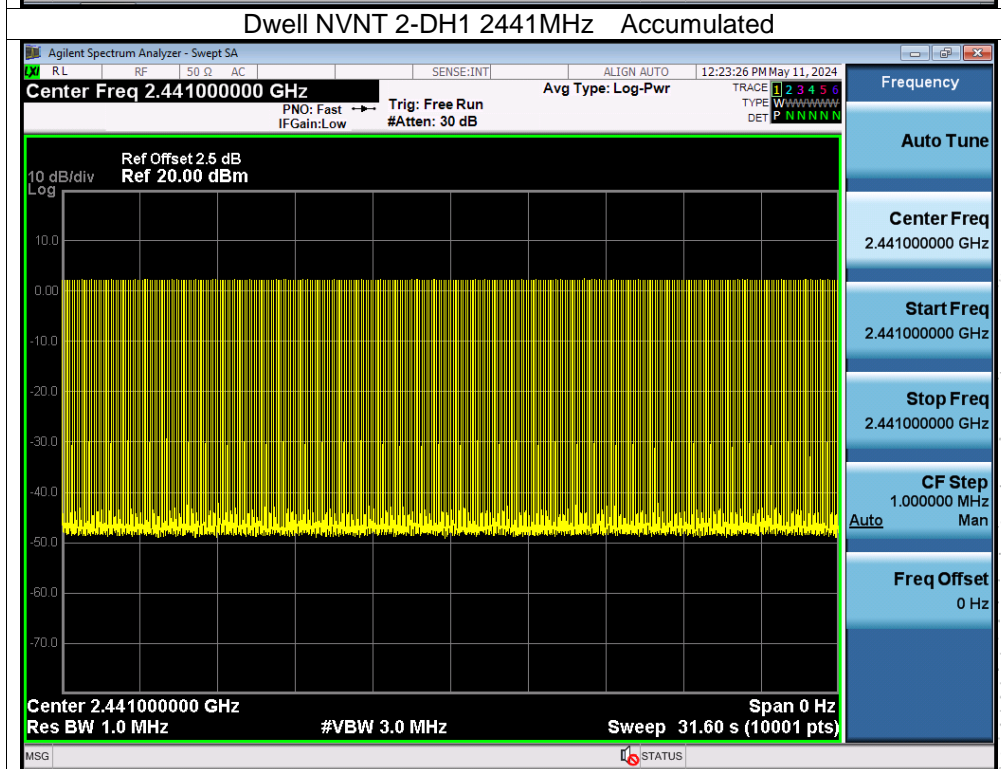 Dwell NVNT 2-DH1 2441MHz Accumulated
Agilent Spectrum Analyzer - Swept SA
LXI RL RF 50 Ω AC SENSE:INT ALIGN AUTO 12:23:26 PM May 11, 2024
Center Freq 2.441000000 GHz
PNO: Fast
IFGain:Low
Trig: Free Run
#Atten: 30 dB
Avg Type: Log-Pwr
TRACE 1 2 3 4 5 6
TYPE WWWWWWW
DET P N N N N N
Ref Offset 2.5 dB
10 dB/div Ref 20.00 dBm
Log
10.0
0.00
-10.0
-20.0
-30.0
-40.0
-50.0
-60.0
-70.0
Center 2.441000000 GHz Span 0 Hz
Res BW 1.0 MHz #VBW 3.0 MHz Sweep 31.60 s (10001 pts)
MSG STATUS
Frequency
Auto Tune
Center Freq
2.441000000 GHz
Start Freq
2.441000000 GHz
Stop Freq
2.441000000 GHz
CF Step
1.000000 MHz
Auto Man
Freq Offset
0 Hz